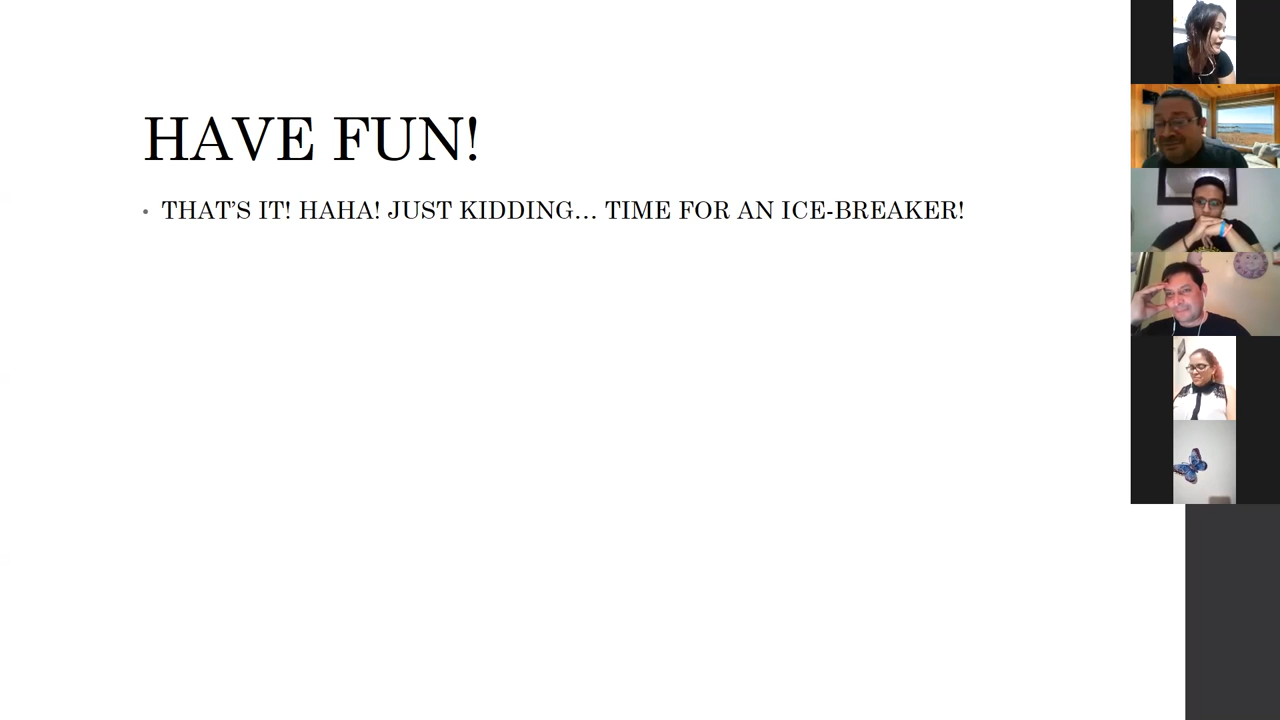 HAVE FUN!
• THAT’S IT! HAHA! JUST KIDDING… TIME FOR AN ICE-BREAKER!